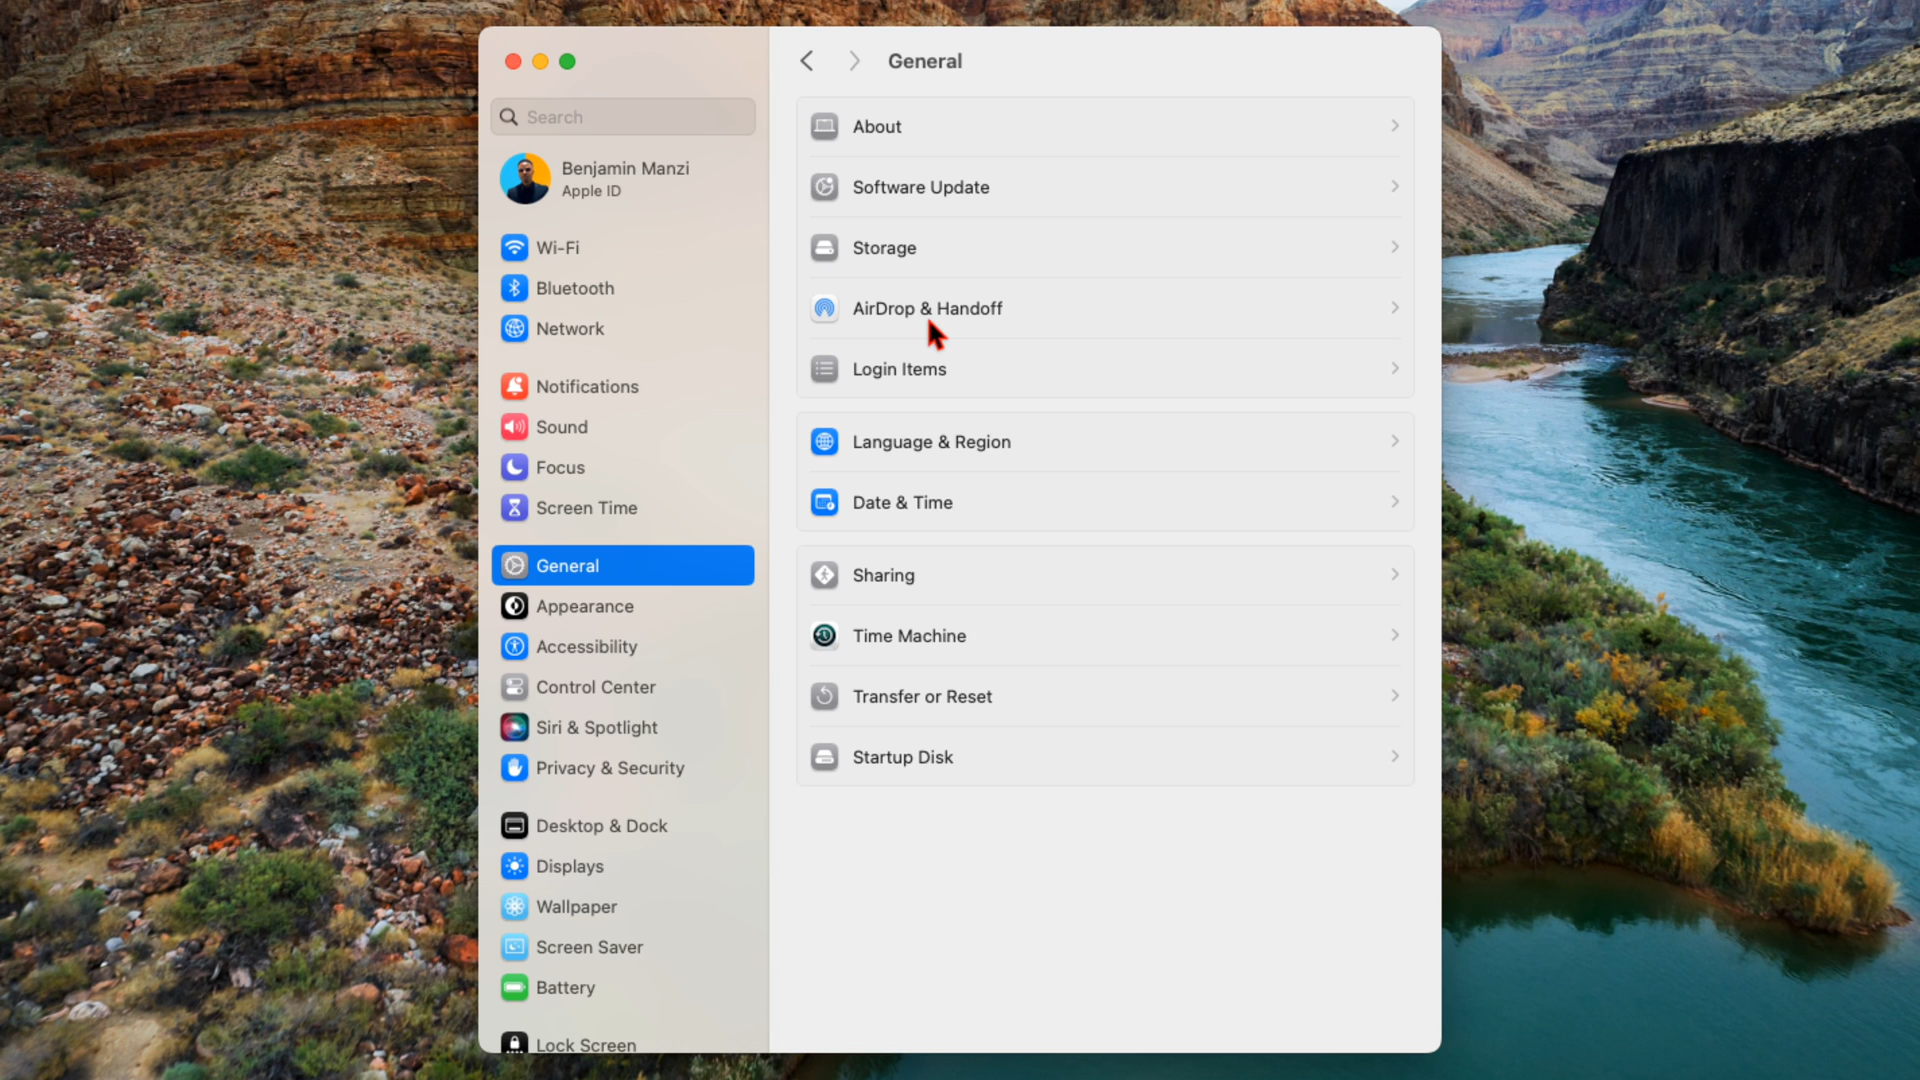 General
Search
Benjamin Manzi
Apple ID
Wi-Fi
Bluetooth
Network
Notifications
Sound
Focus
Screen Time
General
Appearance
Accessibility
Control Center
Siri & Spotlight
Privacy & Security
Desktop & Dock
Displays
Wallpaper
Screen Saver
Battery
Lock Screen
About
Software Update
Storage
AirDrop & Handoff
Login Items
Language & Region
Date & Time
Sharing
Time Machine
Transfer or Reset
Startup Disk